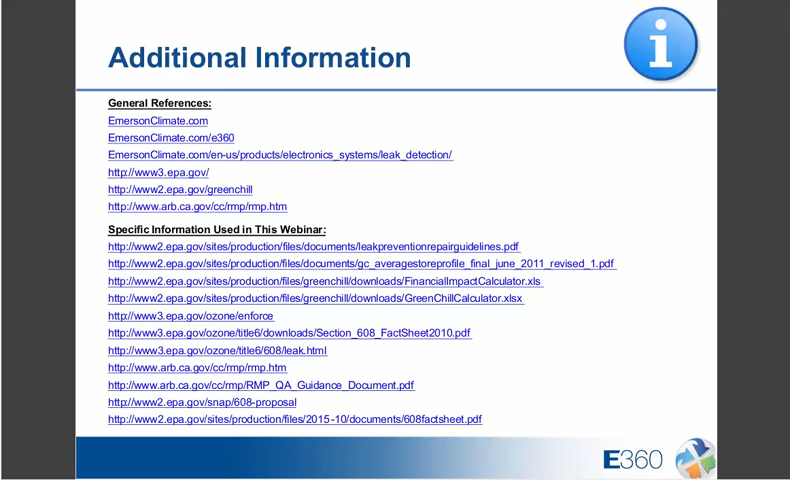 Additional Information
i
General References:
EmersonClimate.com
EmersonClimate.com/e360
EmersonClimate.com/en-us/products/electronics_systems/leak_detection/
http://www3.epa.gov/
http://www2.epa.gov/greenchill
http://www.arb.ca.gov/cc/rmp/rmp.htm
Specific Information Used in This Webinar:
http://www2.epa.gov/sites/production/files/documents/leakpreventionrepairguidelines.pdf
http://www2.epa.gov/sites/production/files/documents/gc_averagestoreprofile_final_june_2011_revised_1.pdf
http://www2.epa.gov/sites/production/files/greenchill/downloads/FinancialImpactCalculator.xls
http://www2.epa.gov/sites/production/files/greenchill/downloads/GreenChillCalculator.xlsx
http://www3.epa.gov/ozone/enforce
http://www3.epa.gov/ozone/title6/downloads/Section_608_FactSheet2010.pdf
http://www3.epa.gov/ozone/title6/608/leak.html
http://www.arb.ca.gov/cc/rmp/rmp.htm
http://www.arb.ca.gov/cc/rmp/RMP_QA_Guidance_Document.pdf
http://www2.epa.gov/snap/608-proposal
http://www2.epa.gov/sites/production/files/2015-10/documents/608factsheet.pdf
E360